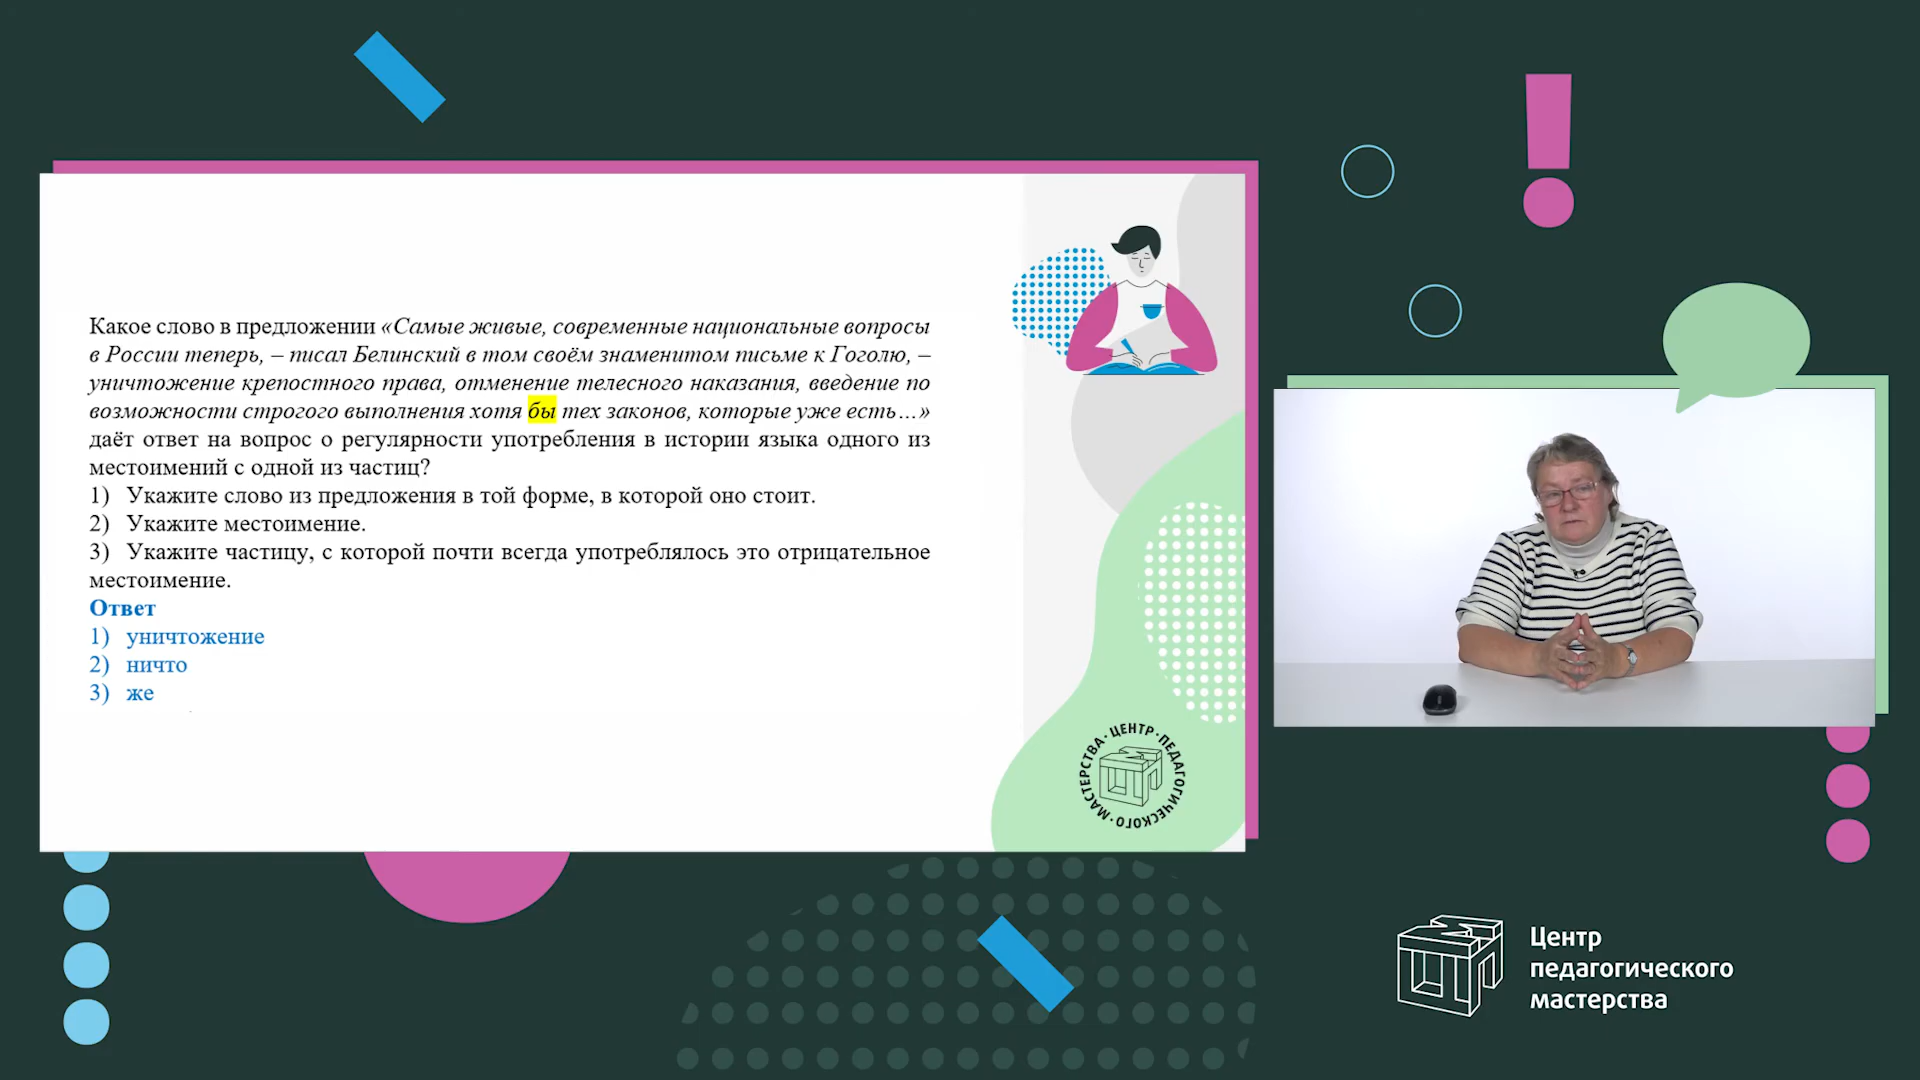 Какое слово в предложении «Самые живые, современные национальные вопросы
в России теперь, – писал Белинский в том своём знаменитом письме к Гоголю, –
уничтожение крепостного права, отменение телесного наказания, введение по
возможности строгого выполнения хотя бы тех законов, которые уже есть…»
даёт ответ на вопрос о регулярности употребления в истории языка одного из
местоимений с одной из частиц?
1) Укажите слово из предложения в той форме, в которой оно стоит.
2) Укажите местоимение.
3) Укажите частицу, с которой почти всегда употреблялось это отрицательное
местоимение.
Ответ
1) уничтожение
2) ничто
3) же
ЦЕНТР · ПЕДАГОГИЧЕСКОГО · МАСТЕРСТВА ·
Центр
педагогического
мастерства